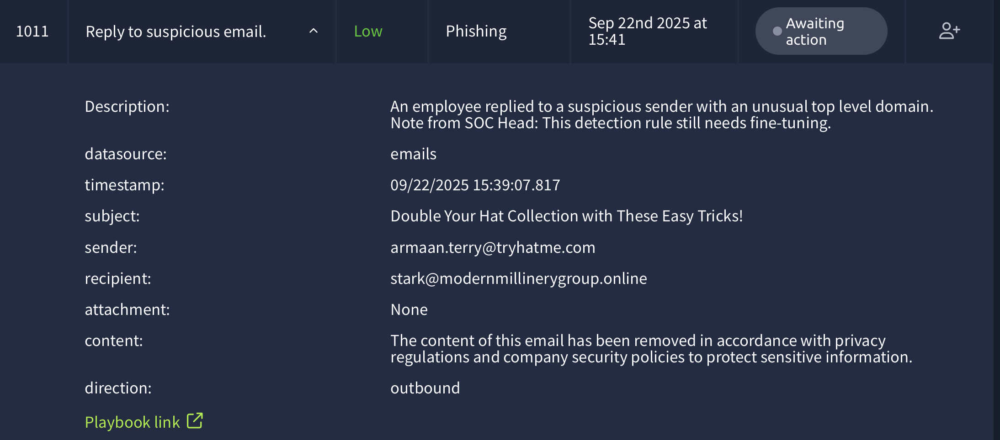 1011
Reply to suspicious email.
Low
Phishing
Sep 22nd 2025 at
15:41
Awaiting
action
Description:
An employee replied to a suspicious sender with an unusual top level domain.
Note from SOC Head: This detection rule still needs fine-tuning.
datasource:
emails
timestamp:
09/22/2025 15:39:07.817
subject:
Double Your Hat Collection with These Easy Tricks!
sender:
armaan.terry@tryhatme.com
recipient:
stark@modernmillinerygroup.online
attachment:
None
content:
The content of this email has been removed in accordance with privacy
regulations and company security policies to protect sensitive information.
direction:
outbound
Playbook link